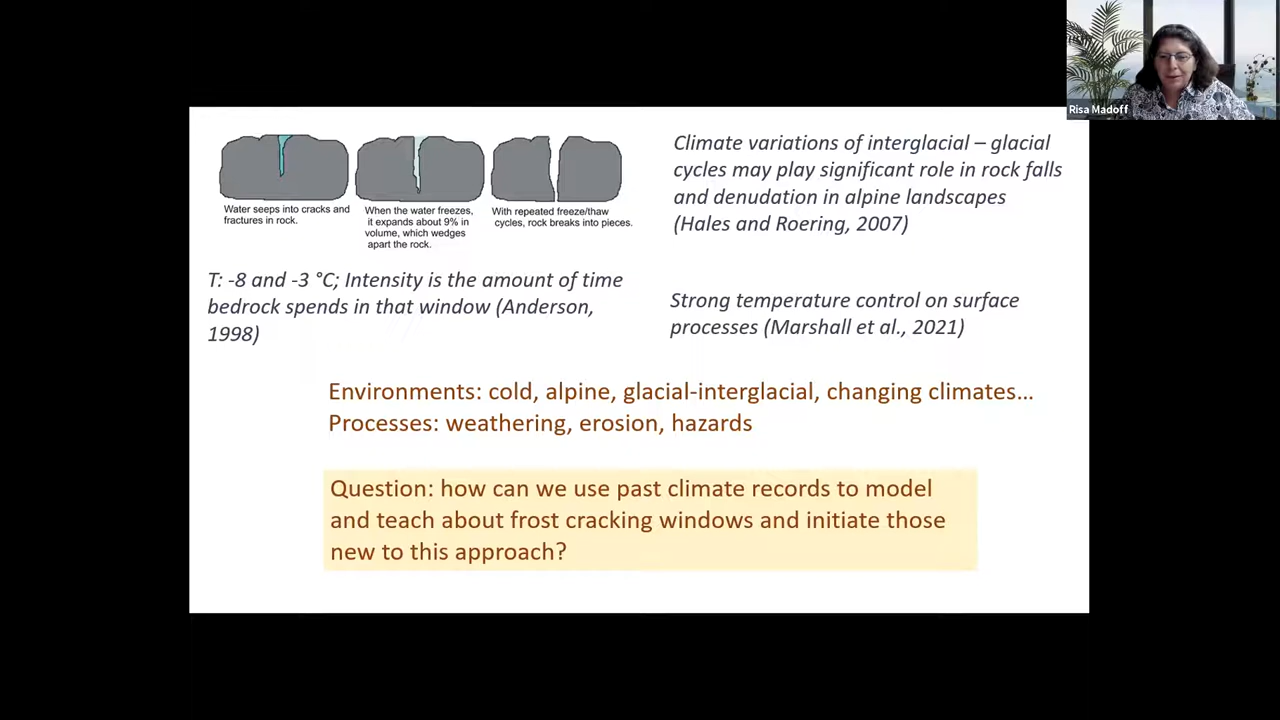 Risa Madoff
Water seeps into cracks and
fractures in rock.
When the water freezes,
it expands about 9% in
volume, which wedges
apart the rock.
With repeated freeze/thaw
cycles, rock breaks into pieces.
T: -8 and -3 °C; Intensity is the amount of time
bedrock spends in that window (Anderson,
1998)
Climate variations of interglacial – glacial
cycles may play significant role in rock falls
and denudation in alpine landscapes
(Hales and Roering, 2007)
Strong temperature control on surface
processes (Marshall et al., 2021)
Environments: cold, alpine, glacial-interglacial, changing climates…
Processes: weathering, erosion, hazards
Question: how can we use past climate records to model
and teach about frost cracking windows and initiate those
new to this approach?